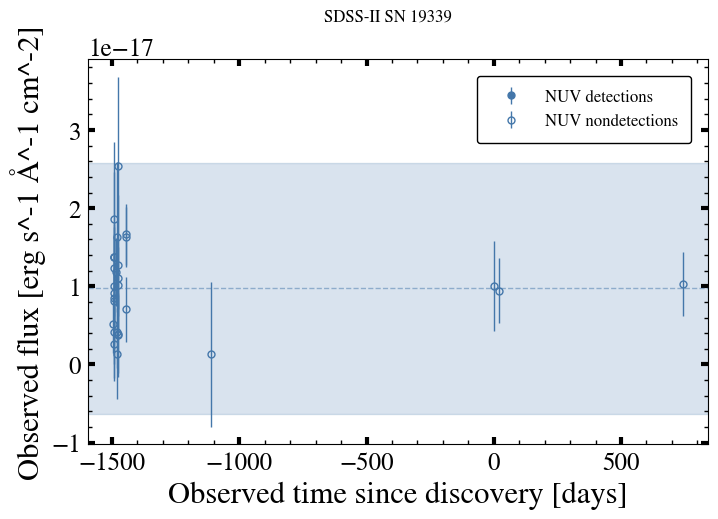 SDSS-II SN 19339
1e−17
Observed flux [erg s^-1 Å^-1 cm^-2]
3
2
1
0
−1
NUV detections
NUV nondetections
−1500 −1000 −500 0 500
Observed time since discovery [days]